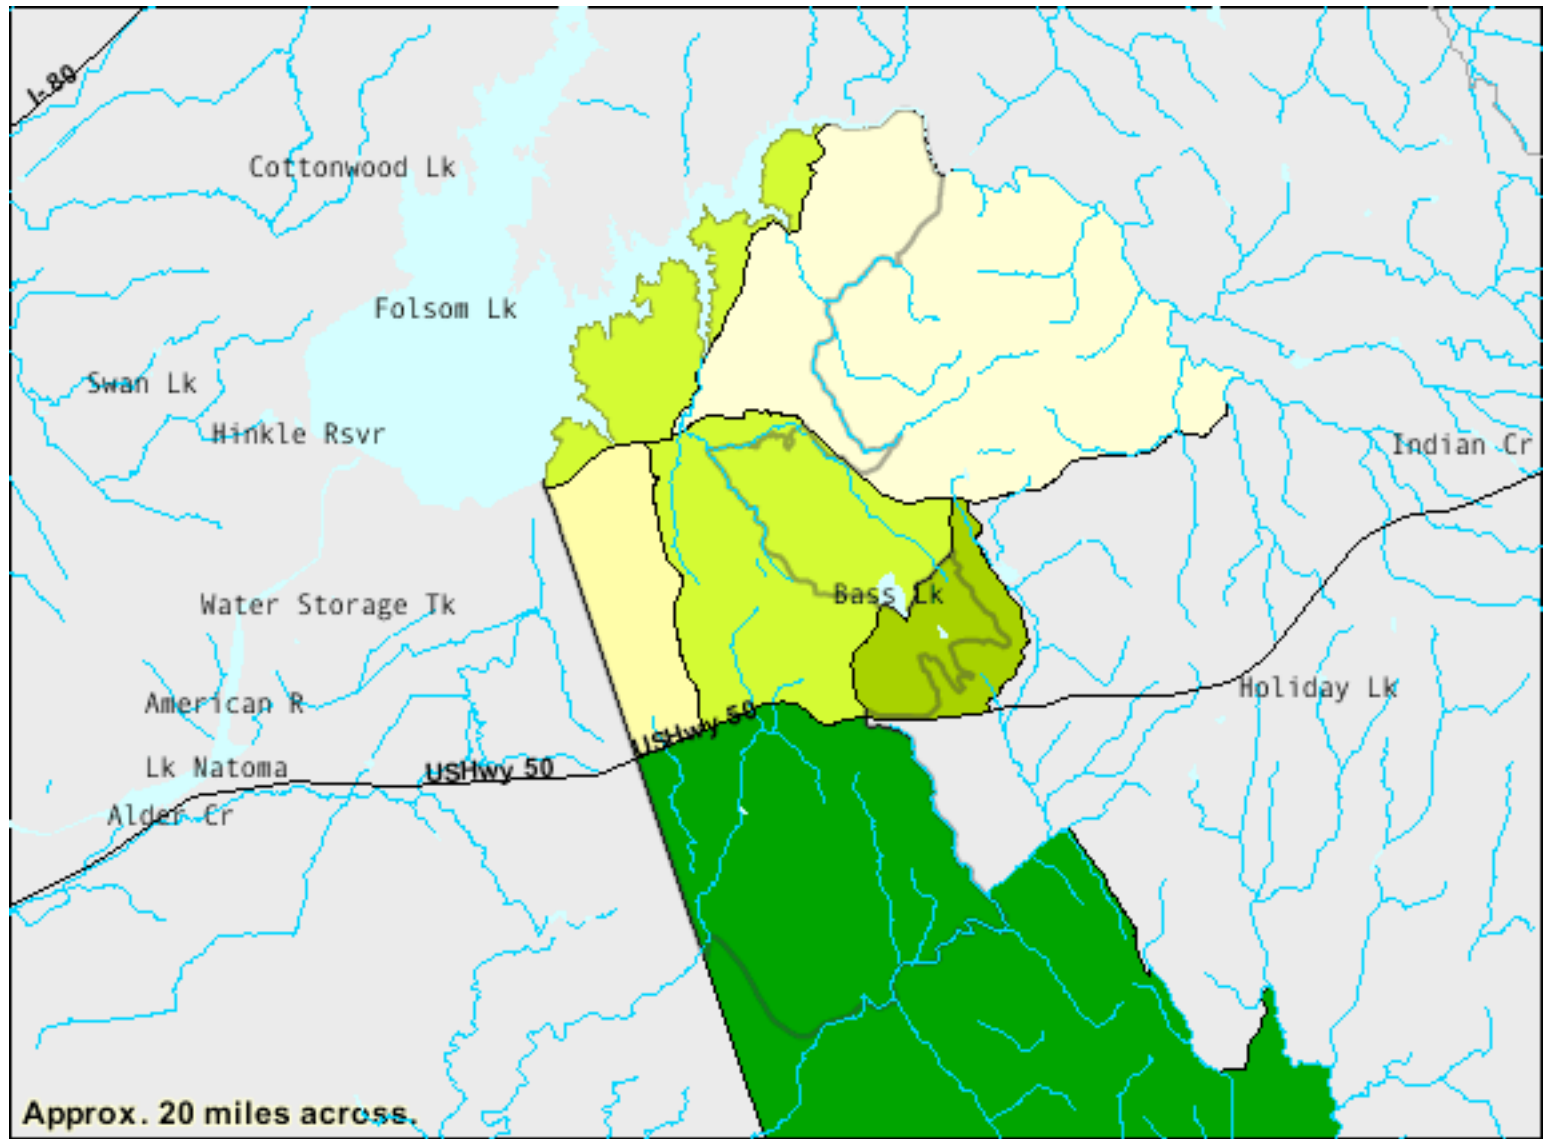 I- 80
Cottonwood Lk
Folsom Lk
Swan Lk
Hinkle Rsvr
Indian Cr
Bass Lk
Water Storage Tk
Holiday Lk
American R
USHwy 50
Lk Natoma
USHwy 50
Alder Cr
Approx. 20 miles across.